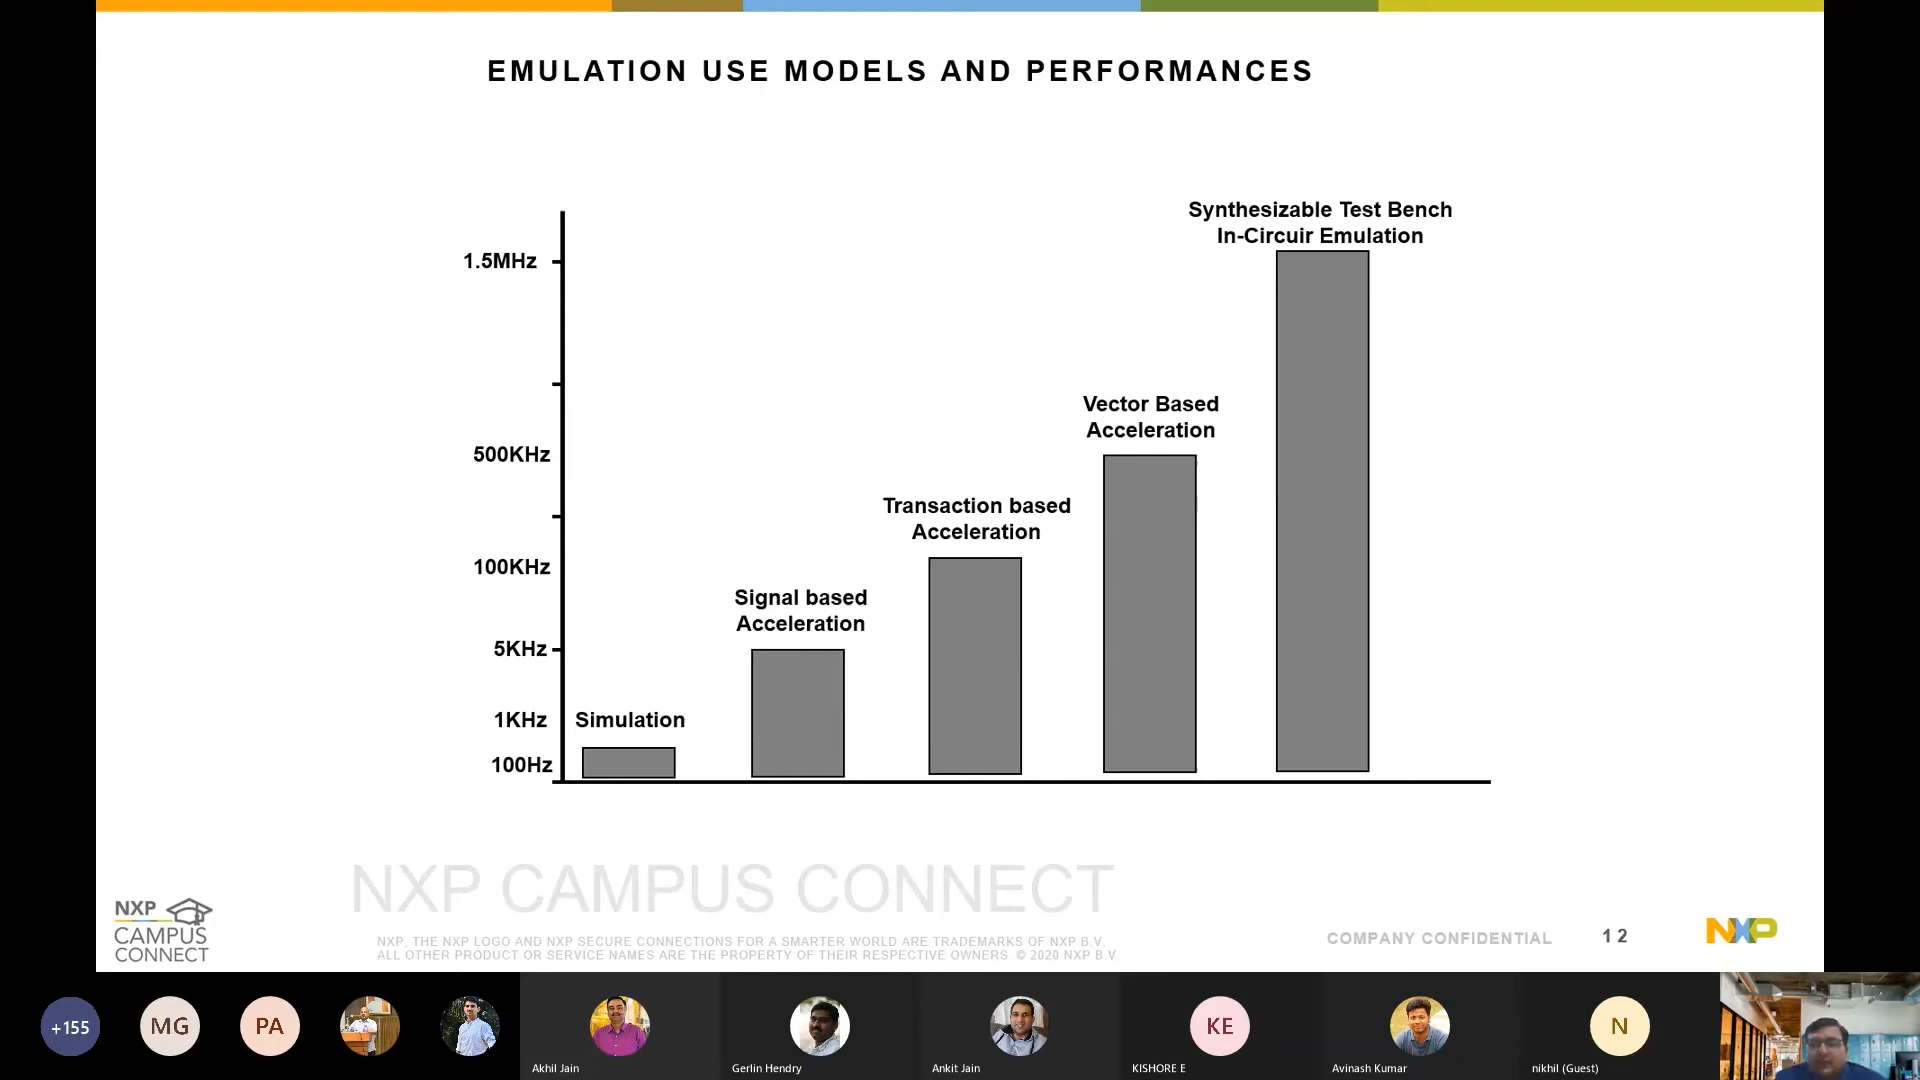 EMULATION USE MODELS AND PERFORMANCES
Synthesizable Test Bench
In-Circuir Emulation
1.5MHz
Vector Based
Acceleration
500KHz
Transaction based
Acceleration
100KHz
Signal based
Acceleration
5KHz
1KHz
Simulation
100Hz
NXP CAMPUS CONNECT
NXP
CAMPUS
CONNECT
NXP, THE NXP LOGO AND NXP SECURE CONNECTIONS FOR A SMARTER WORLD ARE TRADEMARKS OF NXP B.V.
ALL OTHER PRODUCT OR SERVICE NAMES ARE THE PROPERTY OF THEIR RESPECTIVE OWNERS. © 2020 NXP B.V
COMPANY CONFIDENTIAL
12
NXP
+155
MG
PA
KE
N
Akhil Jain
Gerlin Hendry
Ankit Jain
KISHORE E
Avinash Kumar
nikhil (Guest)